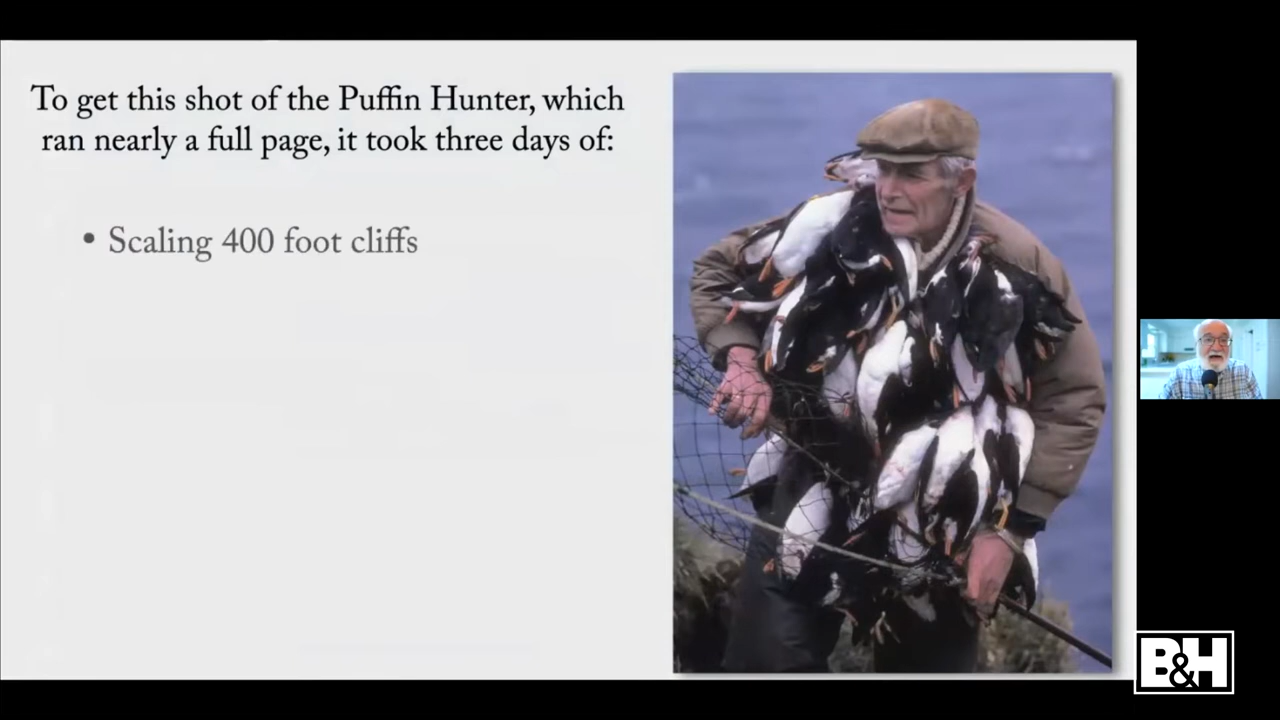 To get this shot of the Puffin Hunter, which
ran nearly a full page, it took three days of:
• Scaling 400 foot cliffs
B&H